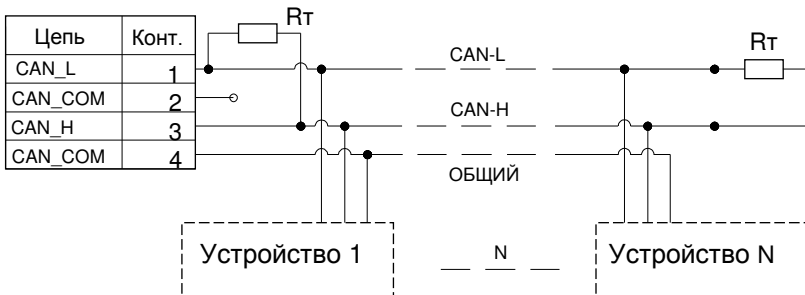 Rт
Цепь Конт.
CAN_L 1
CAN_COM 2
CAN_H 3
CAN_COM 4
CAN-L
CAN-H
ОБЩИЙ
Rт
Устройство 1
N
Устройство N